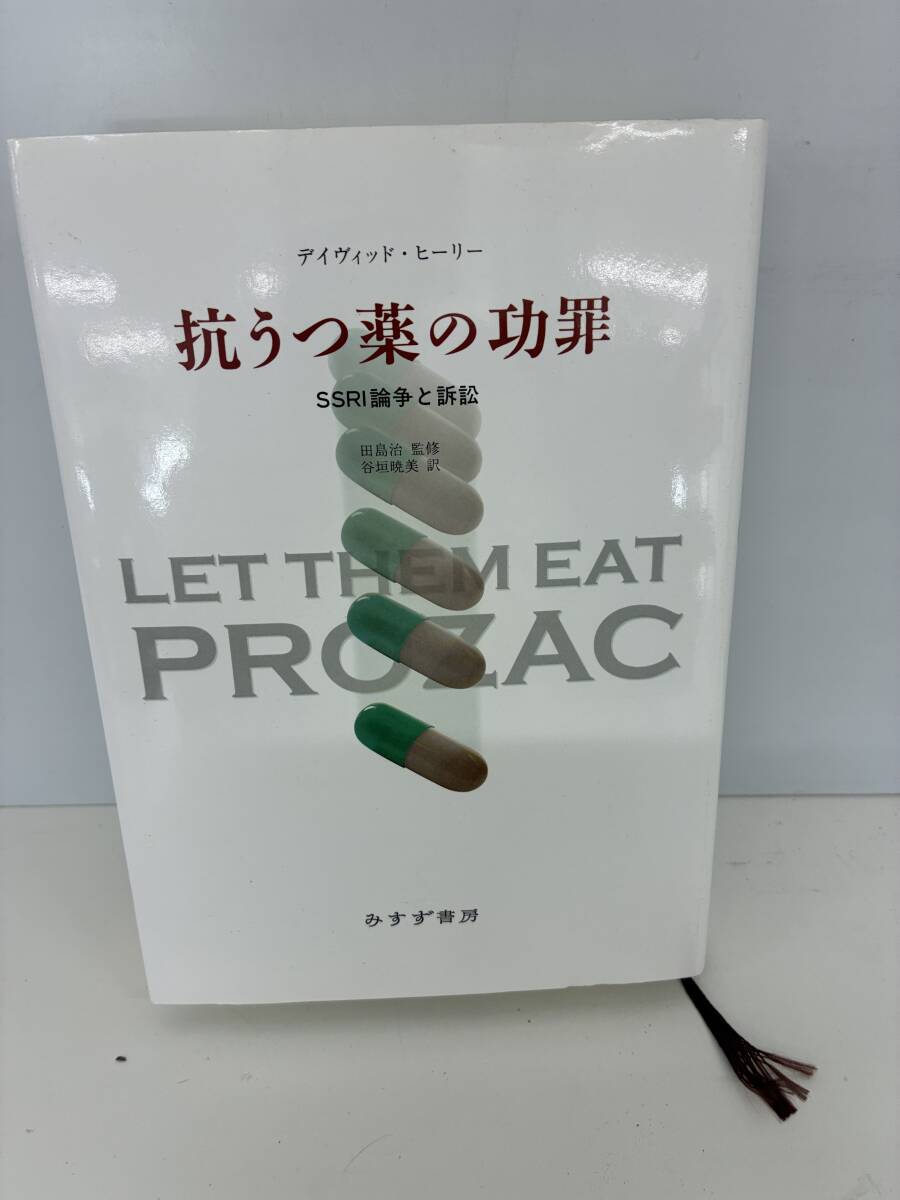 デイヴィッド・ヒーリー
抗うつ薬の功罪
SSRI論争と訴訟
田島治 監修
谷垣暁美 訳
LET THEM EAT
PROZAC
みすず書房